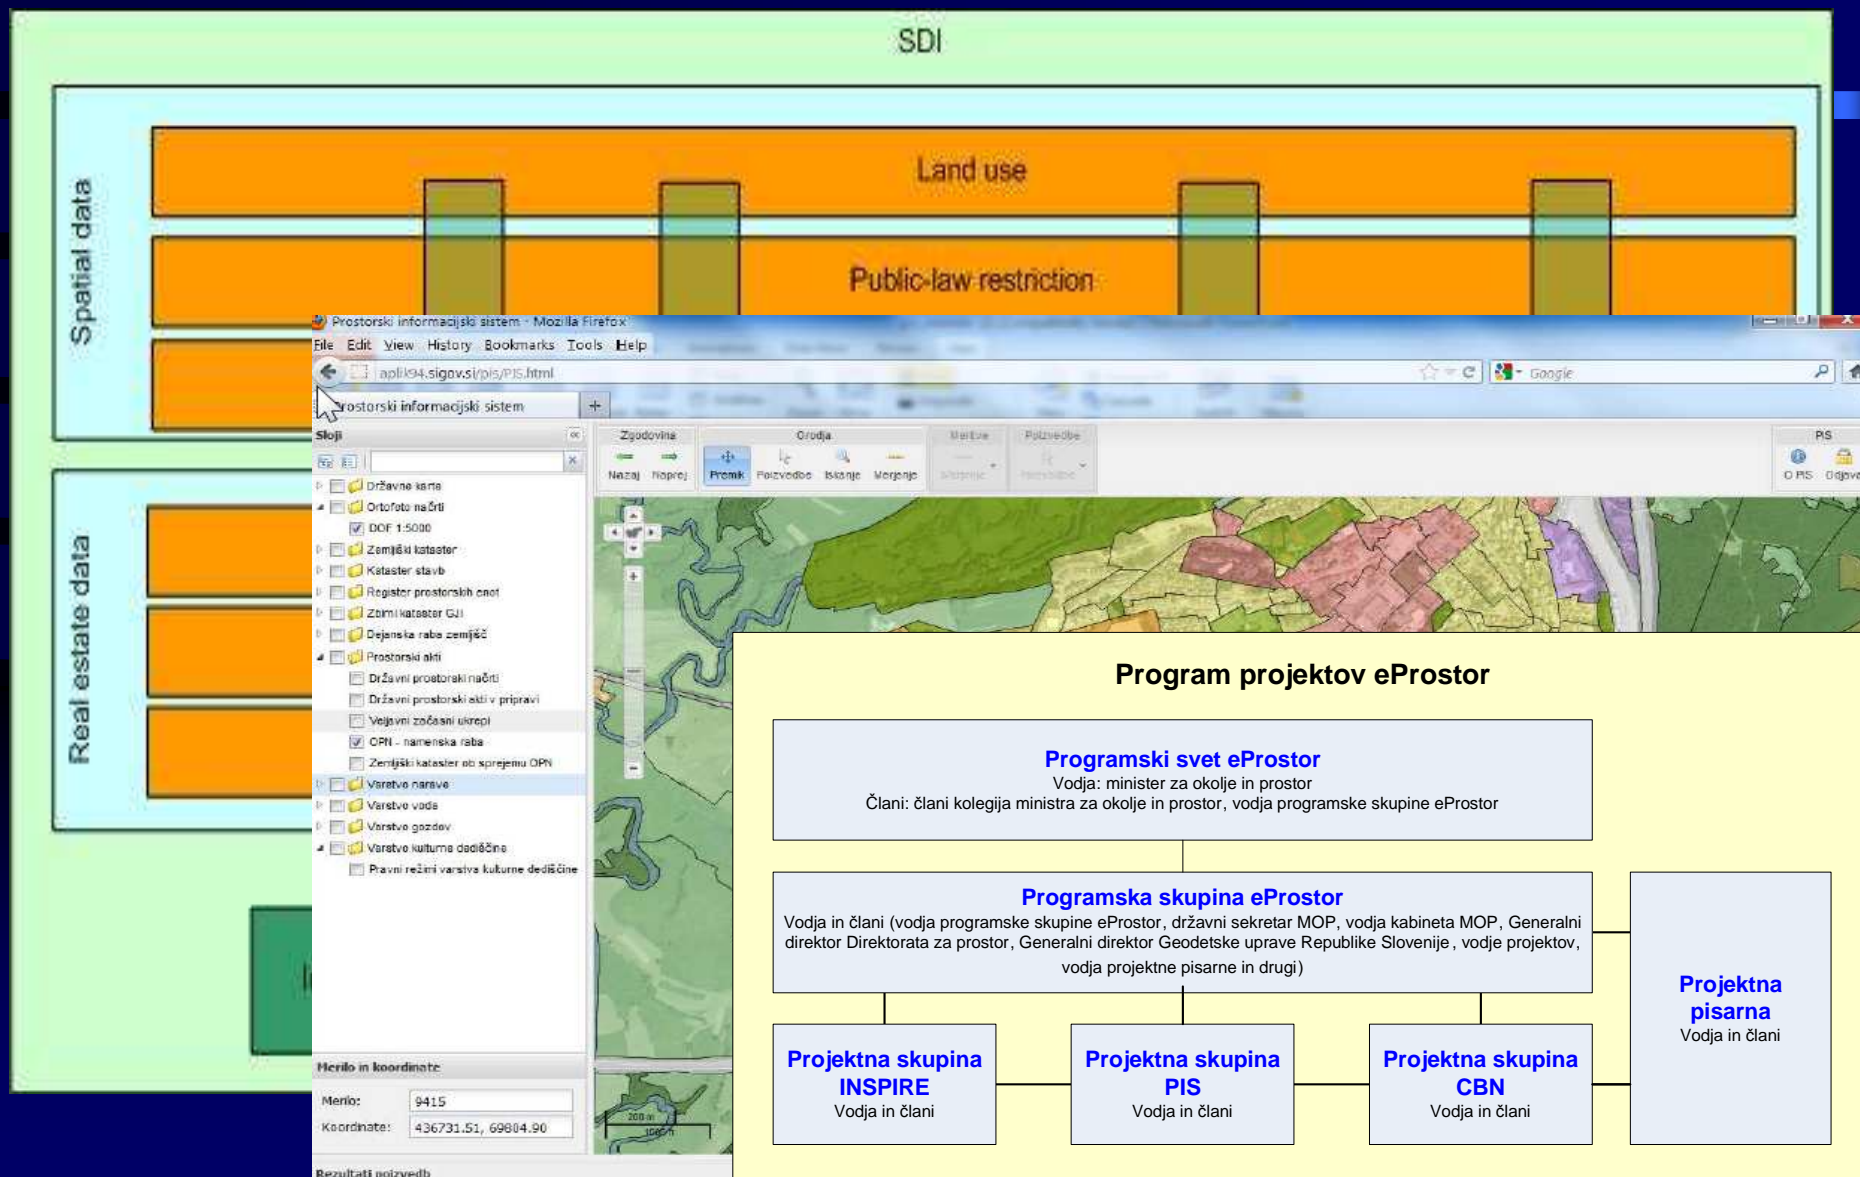 SDI
Spatial data
Land use
Public-law restriction
Real estate data
Prostorski informacijski sistem - Mozilla Firefox
File Edit View History Bookmarks Tools Help
aplik94.sigov.si/pis/PIS.html
Google
Prostorski informacijski sistem
Sloji
Zgodovina
Orodja
Meritve
Poizvedbe
PIS
Nazaj
Naprej
Premik
Poizvedbe
Iskanje
Merjenje
O PIS
Odjava
Državne karte
Ortofoto načrti
DOF 1:5000
Zemljiški kataster
Kataster stavb
Register prostorskih enot
Zbirni kataster GJI
Dejanska raba zemljišč
Prostorski akti
Državni prostorski načrti
Državni prostorski akti v pripravi
Veljavni začasni ukrepi
OPN - namenska raba
Zemljiški kataster ob sprejemu OPN
Varstvo narave
Varstvo voda
Varstvo gozdov
Varstvo kulturne dediščine
Pravni režimi varstva kulturne dediščine
Merilo in koordinate
Merilo: 9415
Koordinate: 436731.51, 69804.90
Rezultati poizvedb
200 m
1000 ft
Program projektov eProstor
Programski svet eProstor
Vodja: minister za okolje in prostor
Člani: člani kolegija ministra za okolje in prostor, vodja programske skupine eProstor
Programska skupina eProstor
Vodja in člani (vodja programske skupine eProstor, državni sekretar MOP, vodja kabineta MOP, Generalni
direktor Direktorata za prostor, Generalni direktor Geodetske uprave Republike Slovenije, vodje projektov,
vodja projektne pisarne in drugi)
Projektna
pisarna
Vodja in člani
Projektna skupina
INSPIRE
Vodja in člani
Projektna skupina
PIS
Vodja in člani
Projektna skupina
CBN
Vodja in člani